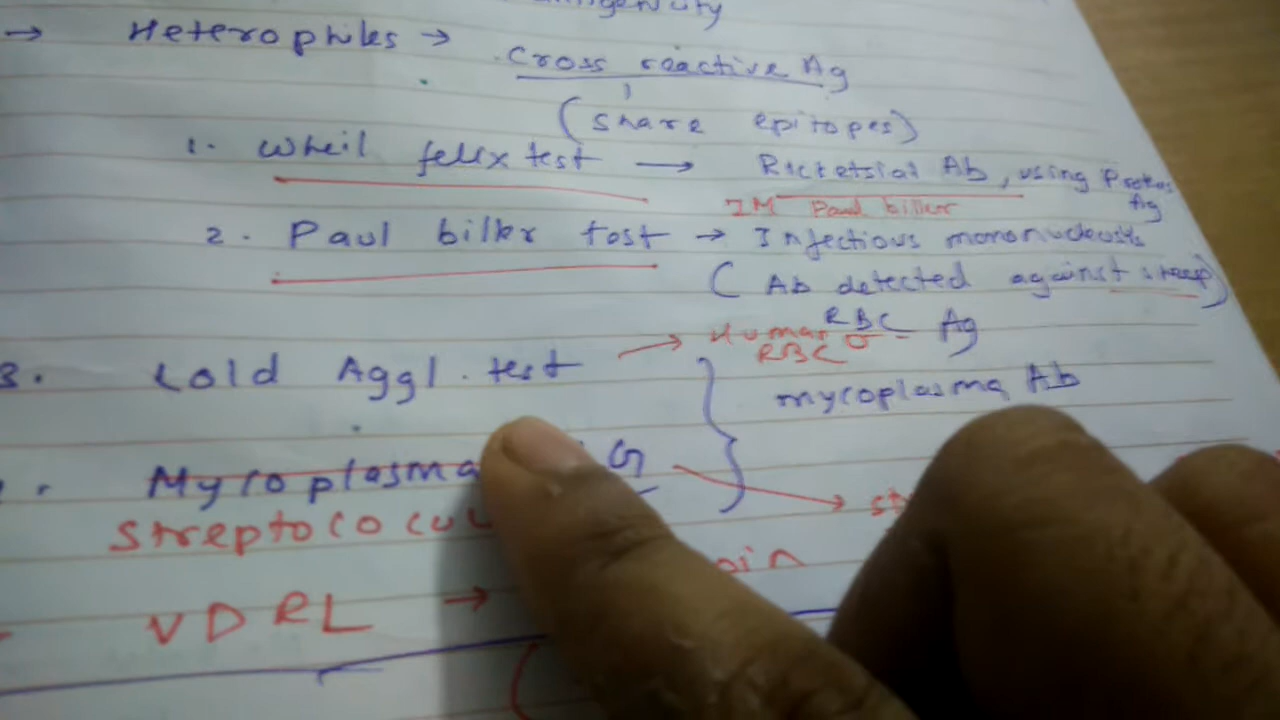 → Heterophiles →
Cross reactive Ag
(share epitopes)
1. Wheil felix test → Ricketsial Ab, using Proteus Ag
IM Paul biller
2. Paul biller test → Infectious mononucleosis
(Ab detected against sheep)
RBC Ag
3. Cold Aggl. test → Human O RBC
mycoplasma Ab
Mycoplasma G →
Streptococcu
VDRL →